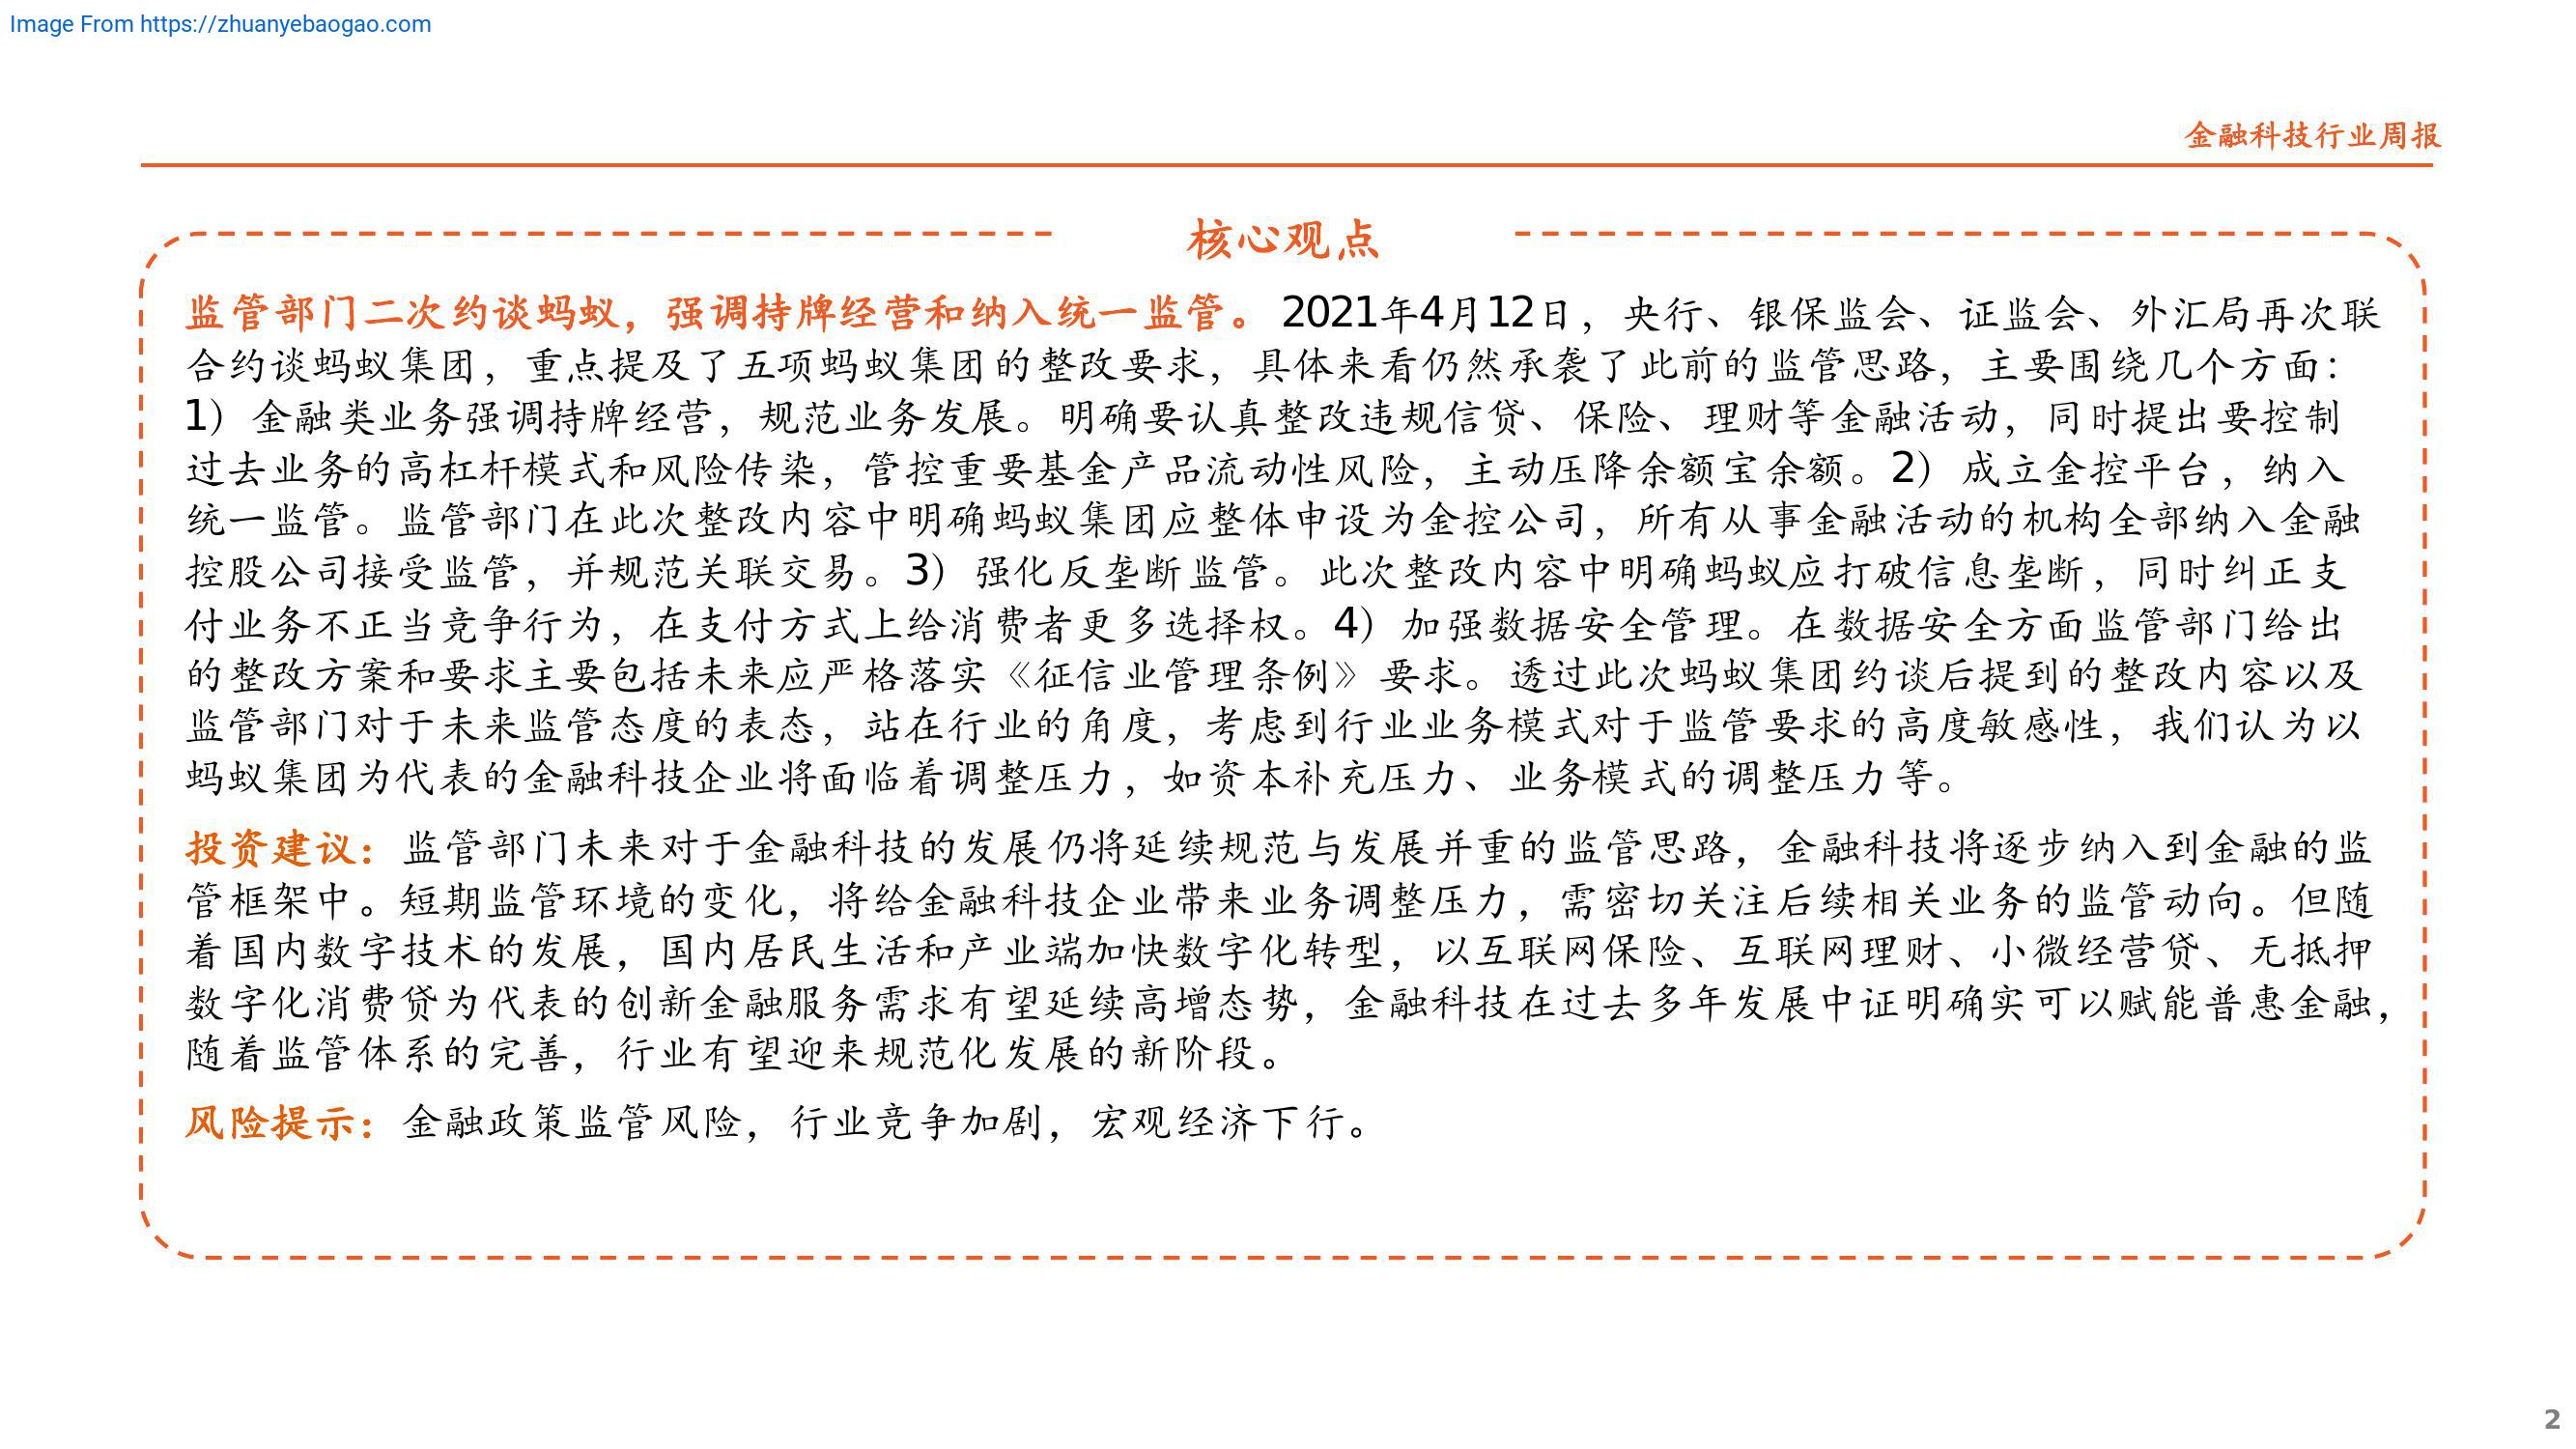 Image From https://zhuanyebaogao.com
金融科技行业周报
核心观点
监管部门二次约谈蚂蚁，强调持牌经营和纳入统一监管。2021年4月12日，央行、银保监会、证监会、外汇局再次联
合约谈蚂蚁集团，重点提及了五项蚂蚁集团的整改要求，具体来看仍然承袭了此前的监管思路，主要围绕几个方面：
1）金融类业务强调持牌经营，规范业务发展。明确要认真整改违规信贷、保险、理财等金融活动，同时提出要控制
过去业务的高杠杆模式和风险传染，管控重要基金产品流动性风险，主动压降余额宝余额。2）成立金控平台，纳入
统一监管。监管部门在此次整改内容中明确蚂蚁集团应整体申设为金控公司，所有从事金融活动的机构全部纳入金融
控股公司接受监管，并规范关联交易。3）强化反垄断监管。此次整改内容中明确蚂蚁应打破信息垄断，同时纠正支
付业务不正当竞争行为，在支付方式上给消费者更多选择权。4）加强数据安全管理。在数据安全方面监管部门给出
的整改方案和要求主要包括未来应严格落实《征信业管理条例》要求。透过此次蚂蚁集团约谈后提到的整改内容以及
监管部门对于未来监管态度的表态，站在行业的角度，考虑到行业业务模式对于监管要求的高度敏感性，我们认为以
蚂蚁集团为代表的金融科技企业将面临着调整压力，如资本补充压力、业务模式的调整压力等。
投资建议：监管部门未来对于金融科技的发展仍将延续规范与发展并重的监管思路，金融科技将逐步纳入到金融的监
管框架中。短期监管环境的变化，将给金融科技企业带来业务调整压力，需密切关注后续相关业务的监管动向。但随
着国内数字技术的发展，国内居民生活和产业端加快数字化转型，以互联网保险、互联网理财、小微经营贷、无抵押
数字化消费贷为代表的创新金融服务需求有望延续高增态势，金融科技在过去多年发展中证明确实可以赋能普惠金融，
随着监管体系的完善，行业有望迎来规范化发展的新阶段。
风险提示：金融政策监管风险，行业竞争加剧，宏观经济下行。
2